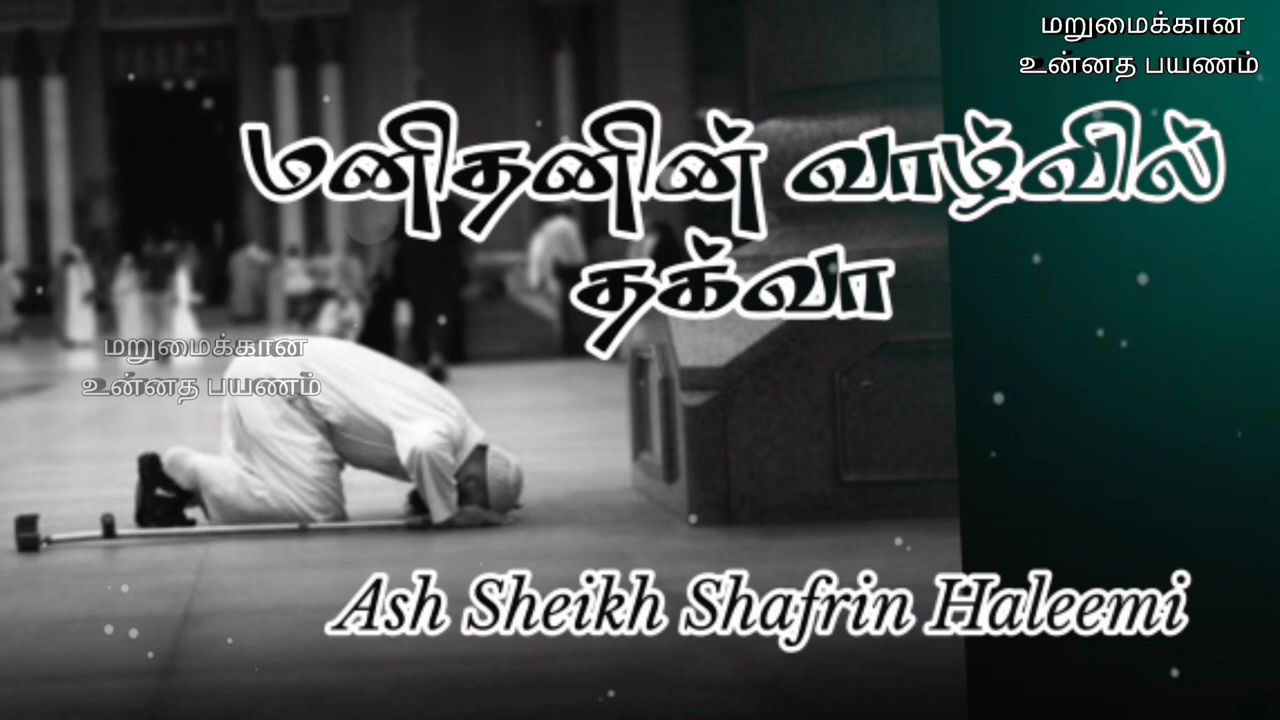 மறுமைக்கான
உன்னத பயணம்
மனிதனின் வாழ்வில்
தக்வா
மறுமைக்கான
உன்னத பயணம்
Ash Sheikh Shafrin Haleemi